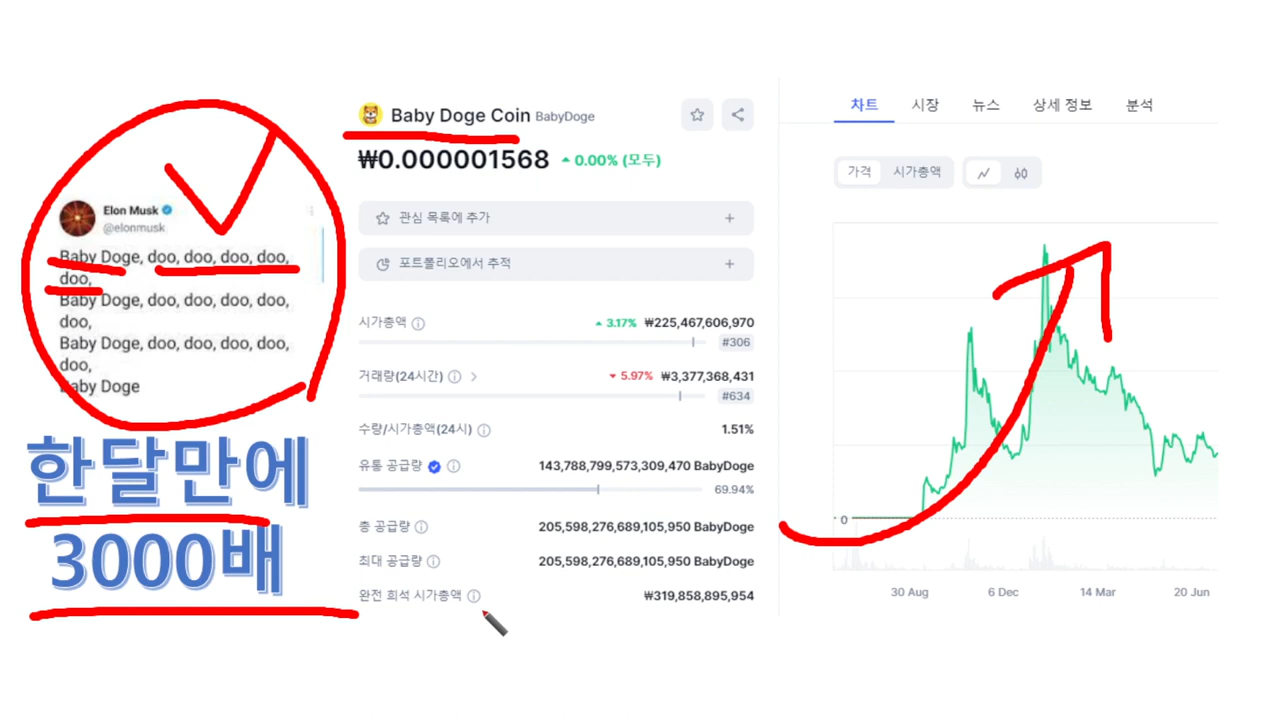 Elon Musk
@elonmusk
Baby Doge, doo, doo, doo, doo,
doo,
Baby Doge, doo, doo, doo, doo,
doo,
Baby Doge, doo, doo, doo, doo,
doo,
Baby Doge
한달만에
3000배
Baby Doge Coin BabyDoge
₩0.000001568 0.00% (모두)
관심 목록에 추가 +
포트폴리오에서 추적 +
시가총액 3.17% ₩225,467,606,970
#306
거래량(24시간) 5.97% ₩3,377,368,431
#634
수량/시가총액(24시) 1.51%
유통 공급량 143,788,799,573,309,470 BabyDoge
69.94%
총 공급량 205,598,276,689,105,950 BabyDoge
최대 공급량 205,598,276,689,105,950 BabyDoge
완전 희석 시가총액 ₩319,858,895,954
차트 시장 뉴스 상세 정보 분석
가격 시가총액
0
30 Aug 6 Dec 14 Mar 20 Jun